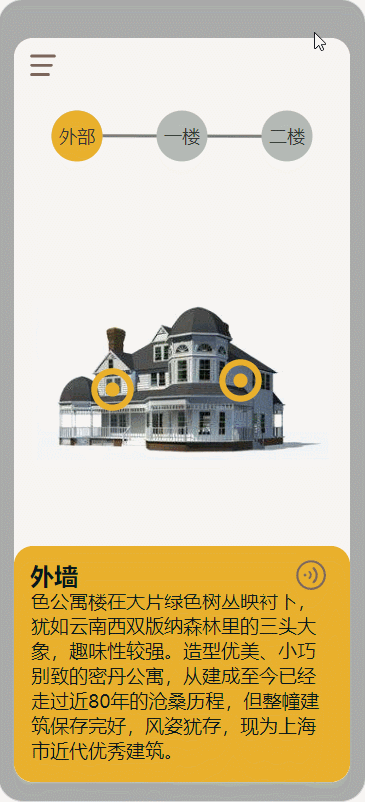 外部
一楼
二楼
外墙
色公寓楼在大片绿色树丛映衬下，
犹如云南西双版纳森林里的三头大
象，趣味性较强。造型优美、小巧
别致的密丹公寓，从建成至今已经
走过近80年的沧桑历程，但整幢建
筑保存完好，风姿犹存，现为上海
市近代优秀建筑。